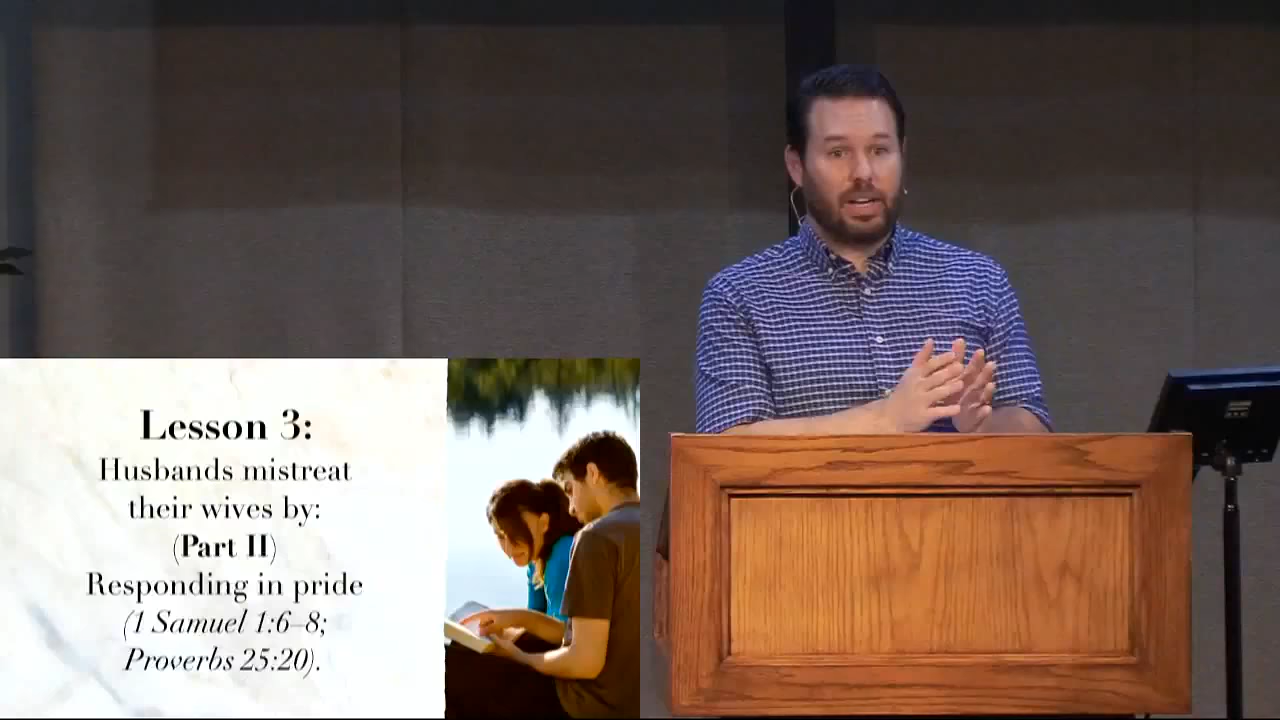 Lesson 3:
Husbands mistreat
their wives by:
(Part II)
Responding in pride
(1 Samuel 1:6–8;
Proverbs 25:20).